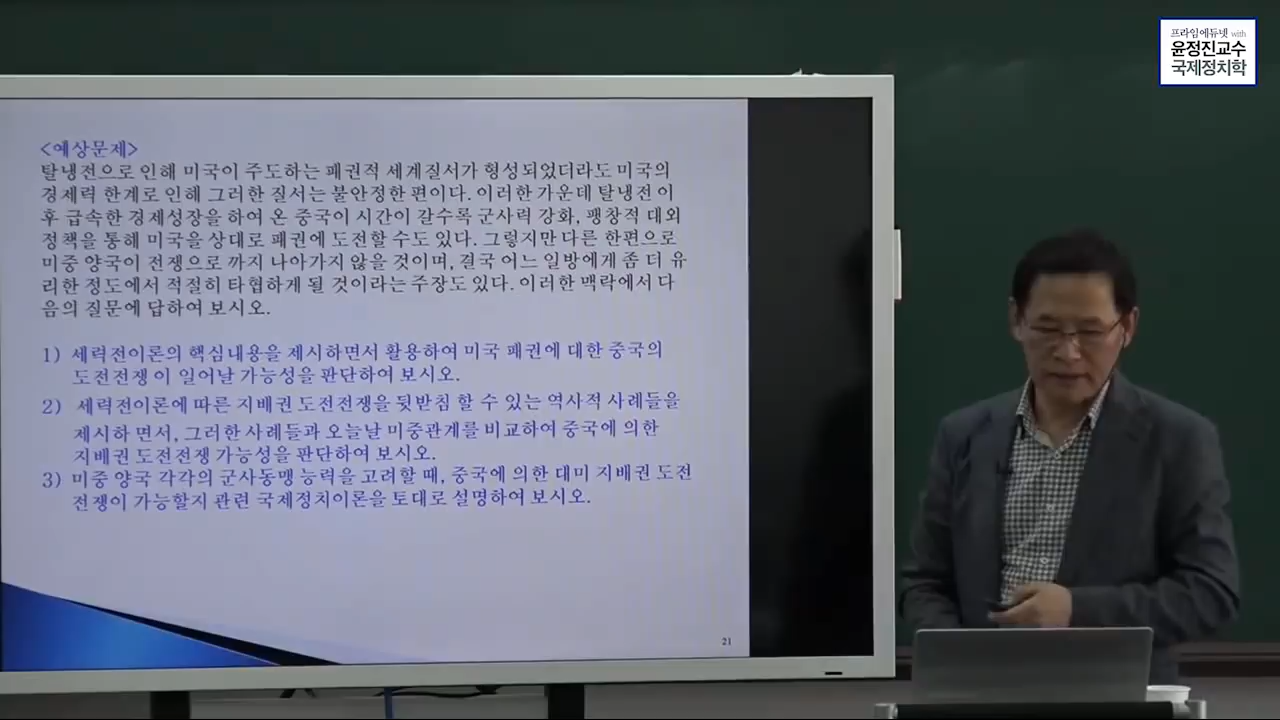 프라임에듀넷 with
윤정진교수
국제정치학
<예상문제>
탈냉전으로 인해 미국이 주도하는 패권적 세계질서가 형성되었더라도 미국의
경제력 한계로 인해 그러한 질서는 불안정한 편이다. 이러한 가운데 탈냉전 이
후 급속한 경제성장을 하여 온 중국이 시간이 갈수록 군사력 강화, 팽창적 대외
정책을 통해 미국을 상대로 패권에 도전할 수도 있다. 그렇지만 다른 한편으로
미중 양국이 전쟁으로 까지 나아가지 않을 것이며, 결국 어느 일방에게 좀 더 유
리한 정도에서 적절히 타협하게 될 것이라는 주장도 있다. 이러한 맥락에서 다
음의 질문에 답하여 보시오.
1) 세력전이론의 핵심내용을 제시하면서 활용하여 미국 패권에 대한 중국의
도전전쟁 이 일어날 가능성을 판단하여 보시오.
2) 세력전이론에 따른 지배권 도전전쟁을 뒷받침 할 수 있는 역사적 사례들을
제시하 면서, 그러한 사례들과 오늘날 미중관계를 비교하여 중국에 의한
지배권 도전전쟁 가능성을 판단하여 보시오.
3) 미중 양국 각각의 군사동맹 능력을 고려할 때, 중국에 의한 대미 지배권 도전
전쟁이 가능할지 관련 국제정치이론을 토대로 설명하여 보시오.
21